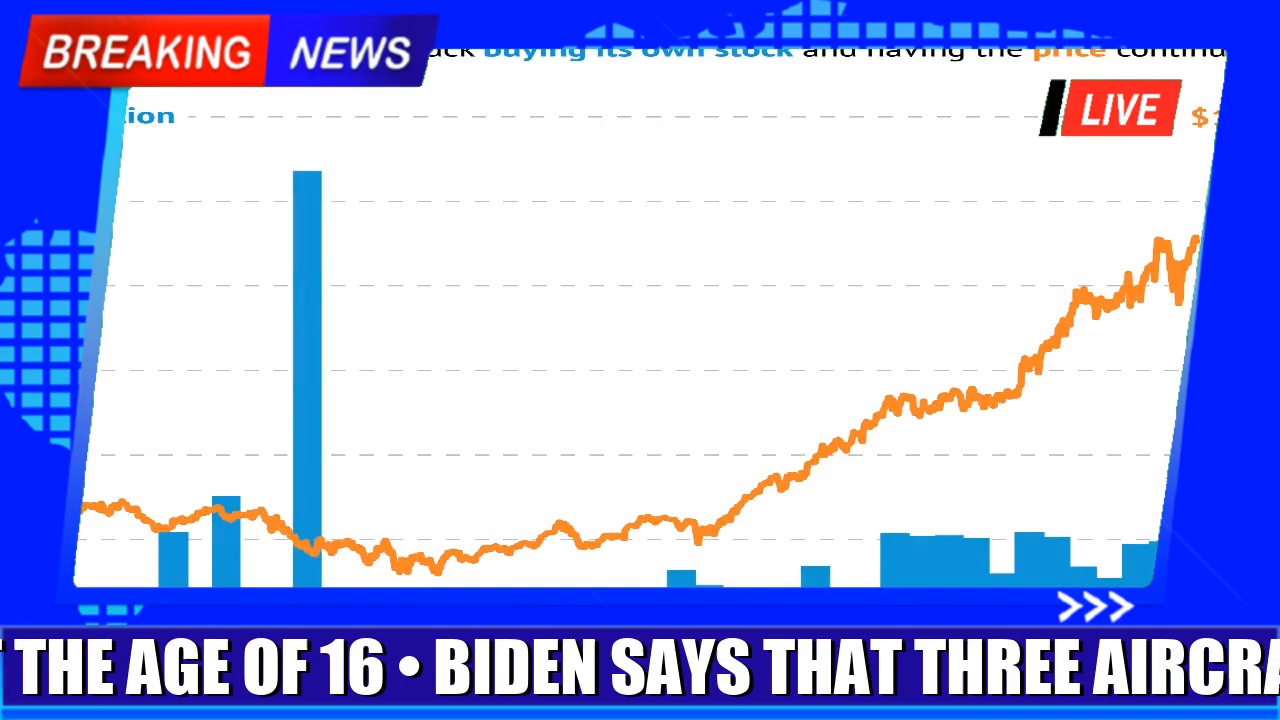 BREAKING NEWS
buying its own stock and having the price
LIVE
THE AGE OF 16 • BIDEN SAYS THAT THREE